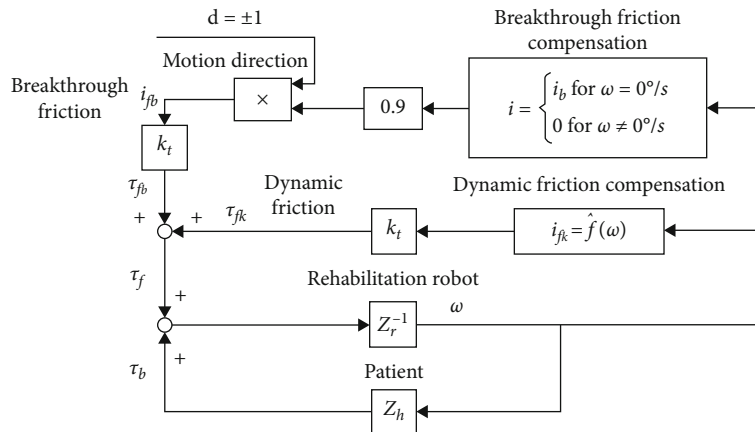 d = ±1
Breakthrough friction
compensation
Motion direction
Breakthrough
friction
i_fb
×
0.9
i = { i_b for ω = 0°/s
0 for ω ≠ 0°/s
k_t
τ_fb
+
+
Dynamic
friction
τ_fk
k_t
Dynamic friction compensation
i_fk = f̂ (ω)
τ_f
+
Rehabilitation robot
Z_r^−1
ω
τ_b
+
Patient
Z_h